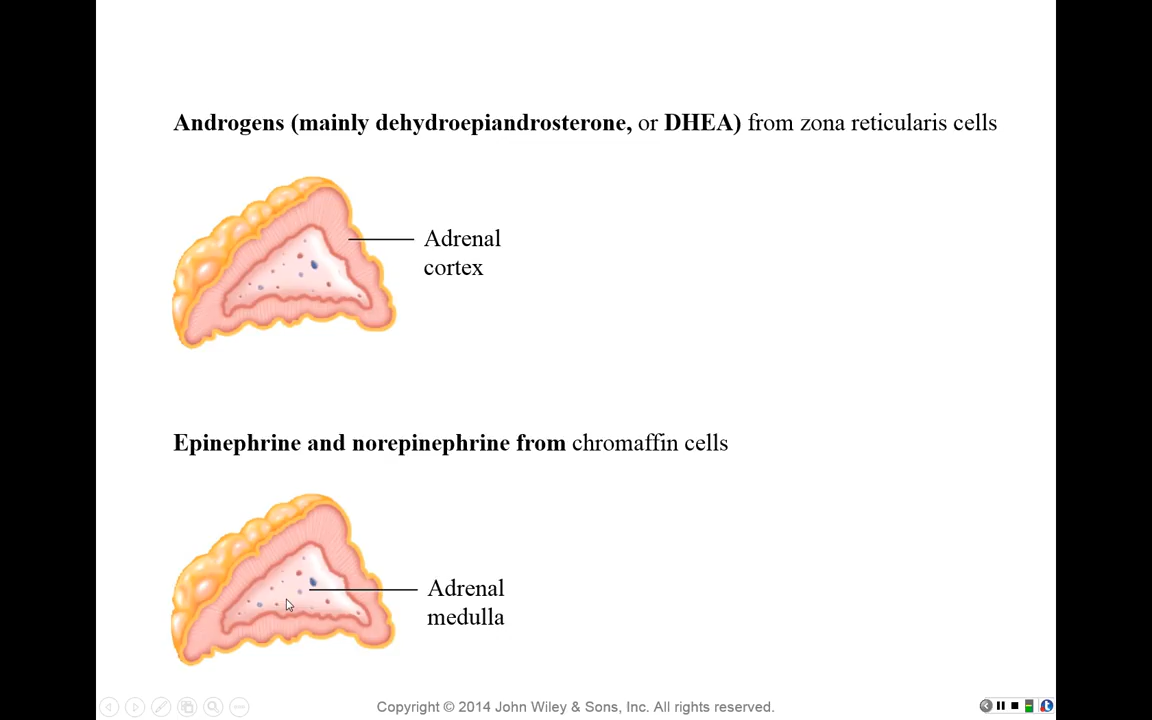 Androgens (mainly dehydroepiandrosterone, or DHEA) from zona reticularis cells
Adrenal
cortex
Epinephrine and norepinephrine from chromaffin cells
Adrenal
medulla
Copyright © 2014 John Wiley & Sons, Inc. All rights reserved.